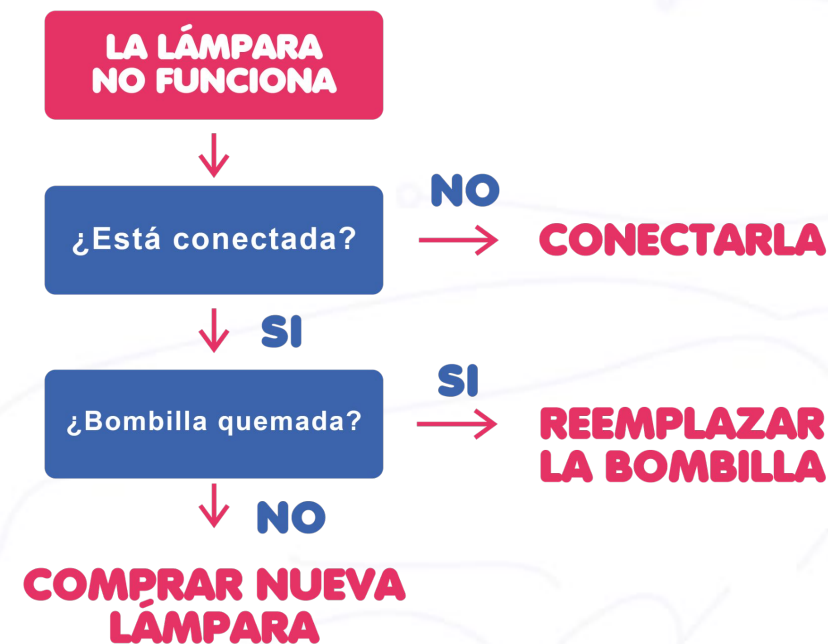 LA LÁMPARA
NO FUNCIONA
¿Está conectada?
NO
CONECTARLA
SI
¿Bombilla quemada?
SI
REEMPLAZAR
LA BOMBILLA
NO
COMPRAR NUEVA
LÁMPARA